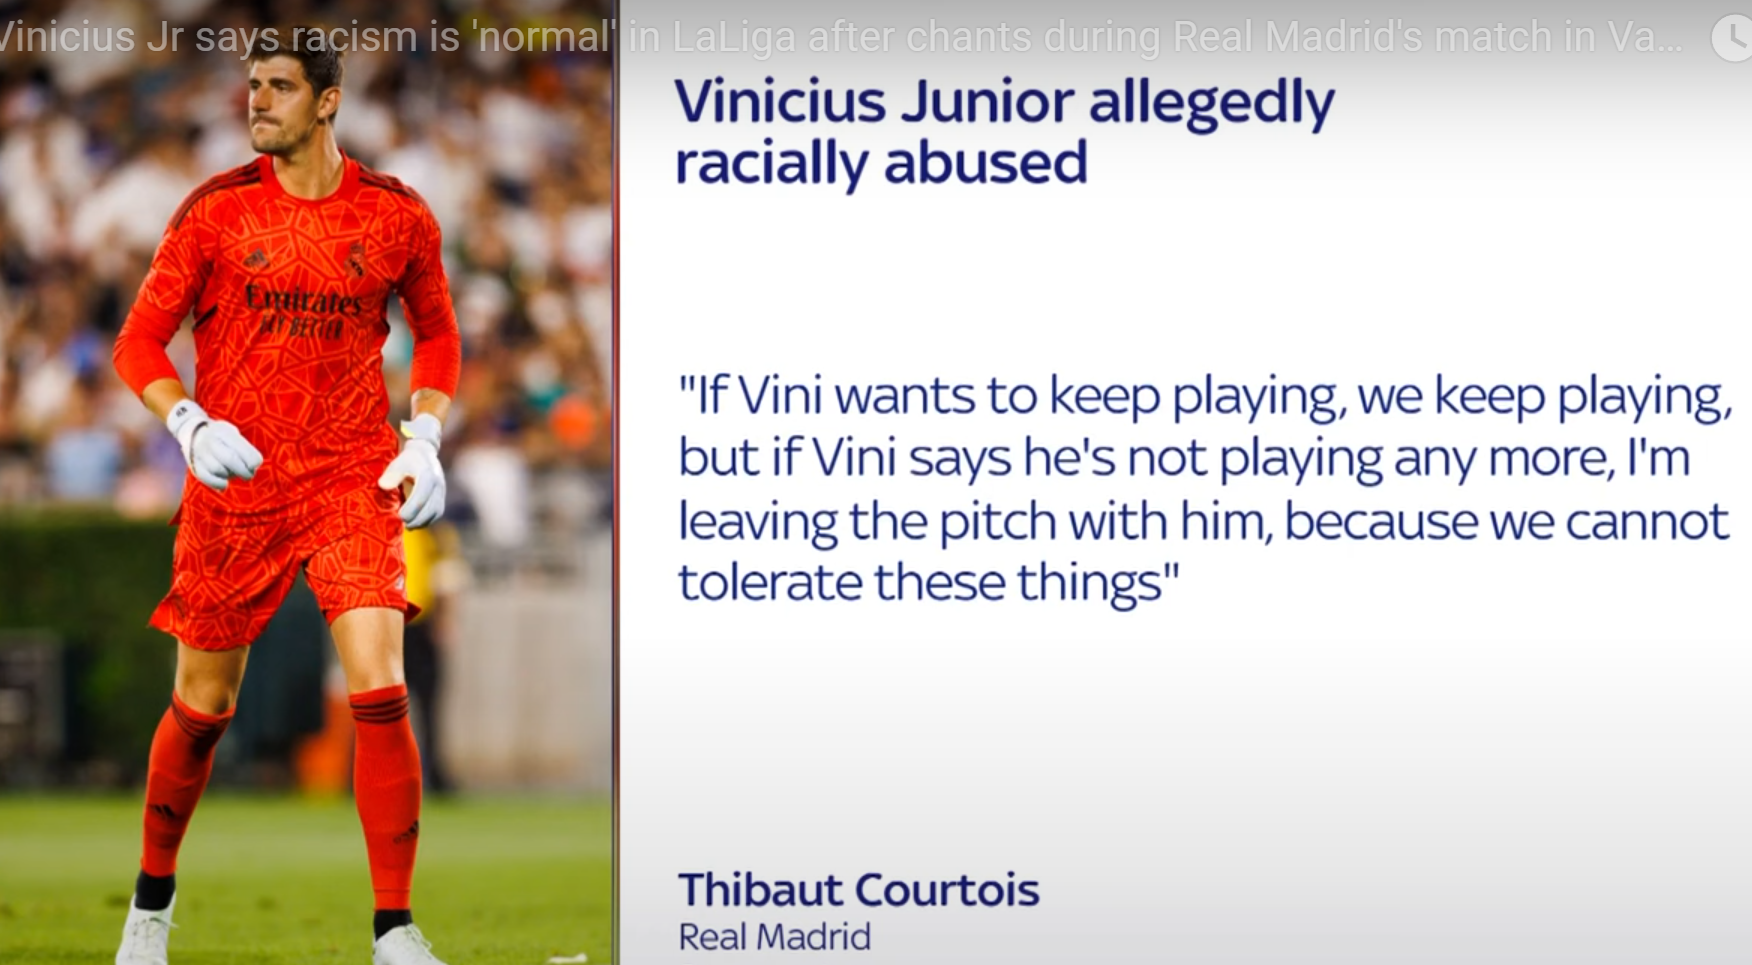 Vinicius Jr says racism is 'normal' in LaLiga after chants during Real Madrid's match in Va...
Vinicius Junior allegedly
racially abused
"If Vini wants to keep playing, we keep playing,
but if Vini says he's not playing any more, I'm
leaving the pitch with him, because we cannot
tolerate these things"
Thibaut Courtois
Real Madrid
Emirates
FLY BETTER